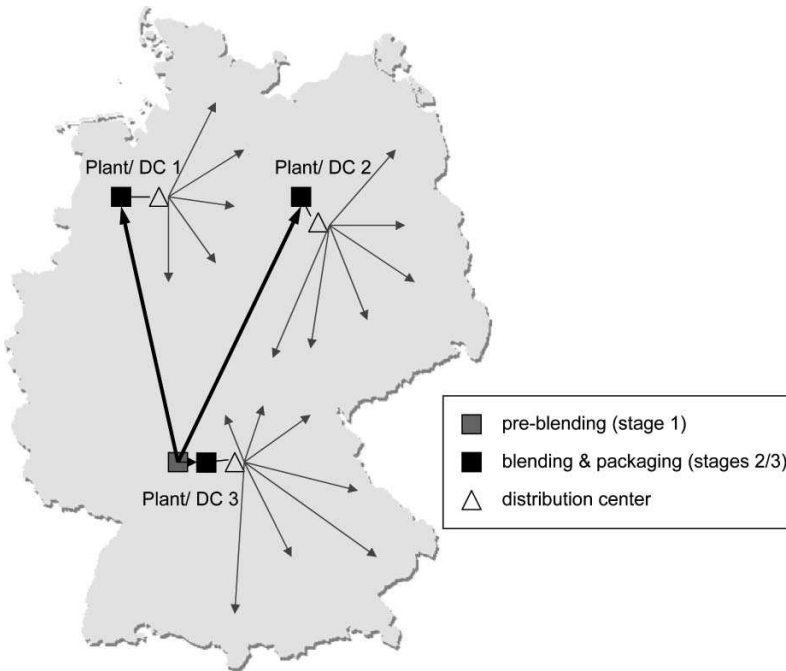 Plant/ DC 1
Plant/ DC 2
pre-blending (stage 1)
blending & packaging (stages 2/3)
distribution center
Plant/ DC 3